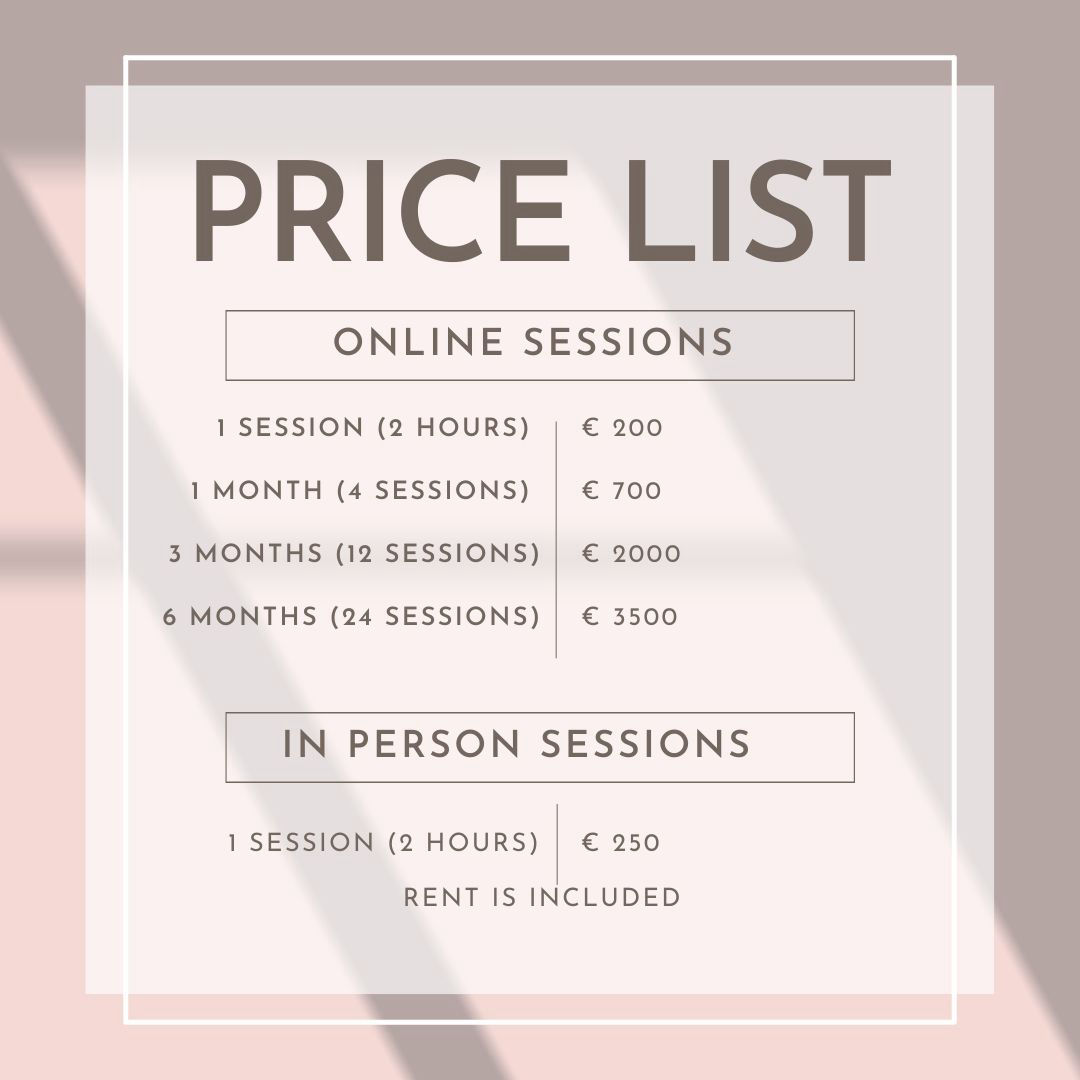 PRICE LIST
ONLINE SESSIONS
1 SESSION (2 HOURS) € 200
1 MONTH (4 SESSIONS) € 700
3 MONTHS (12 SESSIONS) € 2000
6 MONTHS (24 SESSIONS) € 3500
IN PERSON SESSIONS
1 SESSION (2 HOURS) € 250
RENT IS INCLUDED